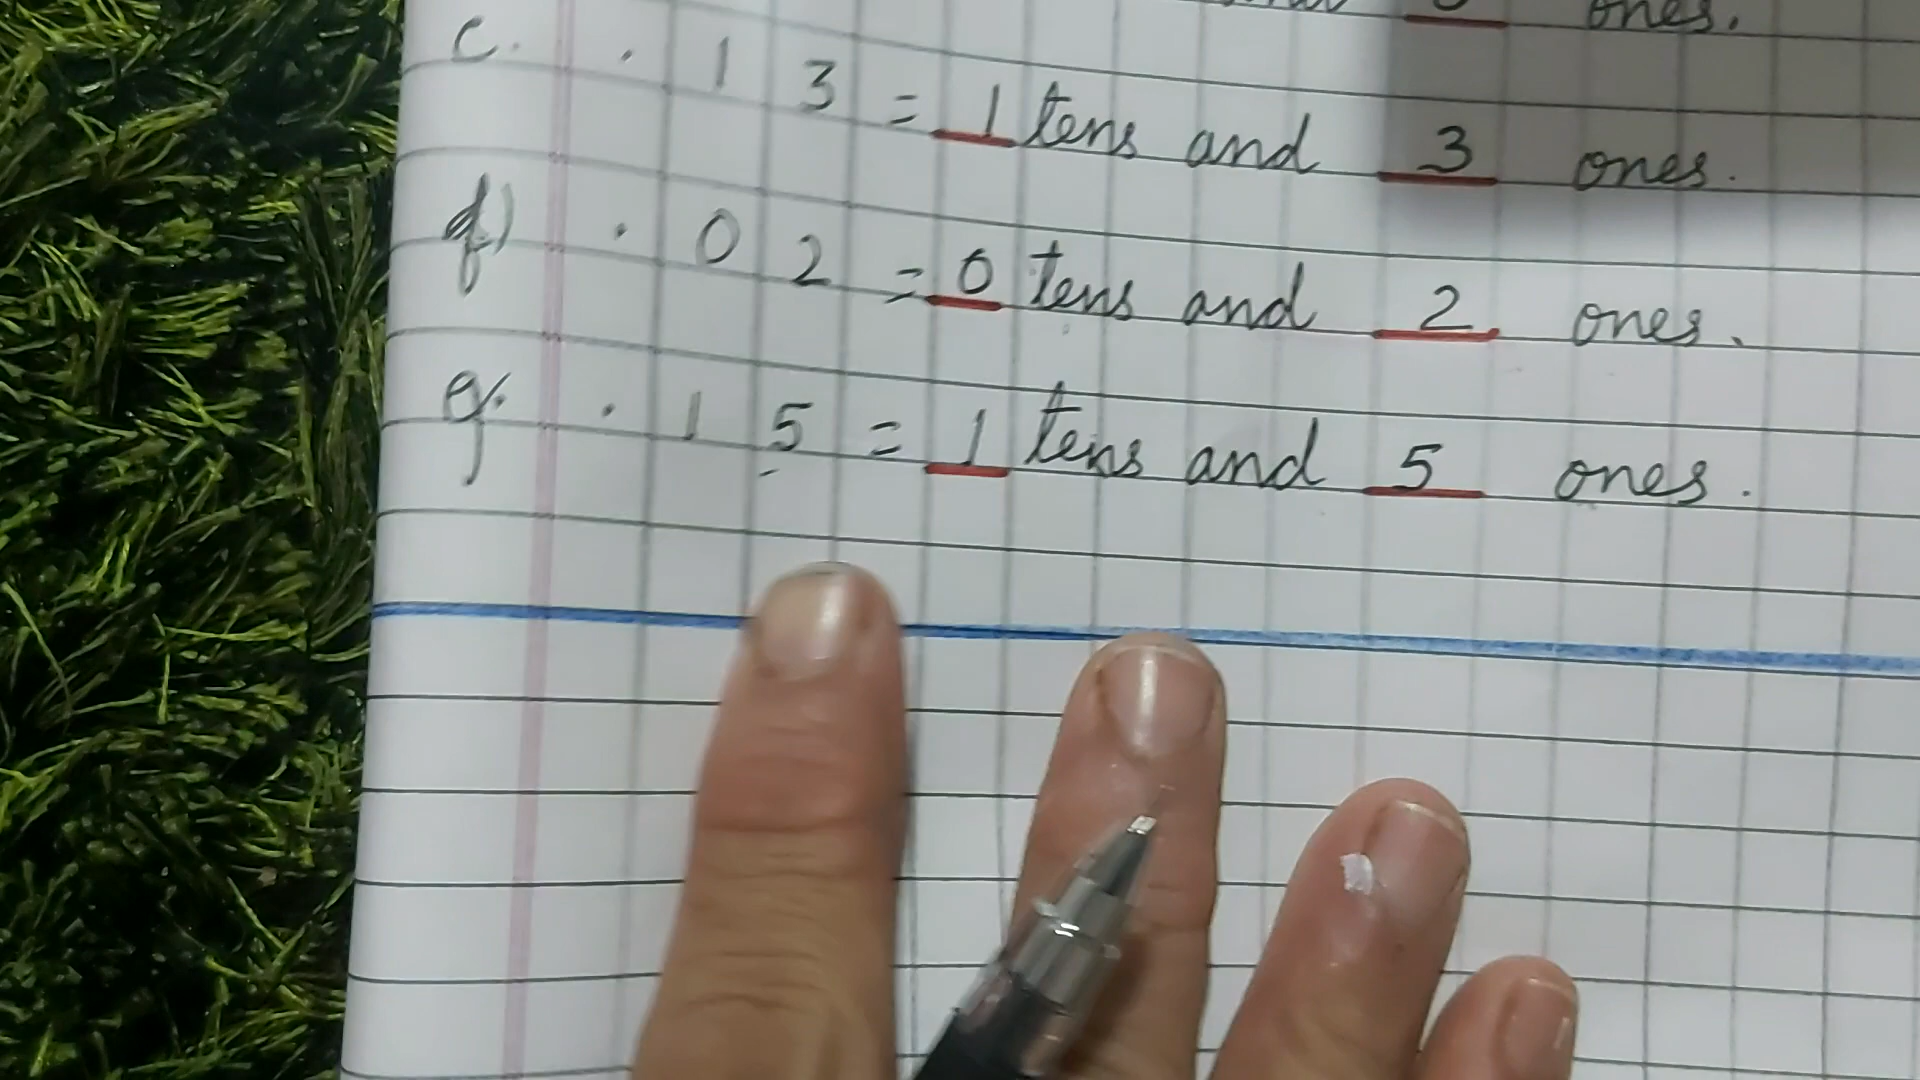 ones.
c. . 1 3 = 1 tens and 3 ones.
f) . 0 2 = 0 tens and 2 ones.
g. . 1 5 = 1 tens and 5 ones.